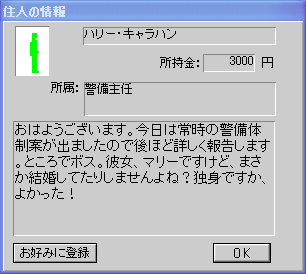 住人の情報
ハリー・キャラハン
所持金: 3000 円
所属: 警備主任
おはようございます。今日は常時の警備体
制案が出ましたので後ほど詳しく報告します
。ところでボス。彼女、マリーですけど、まさ
か結婚してたりしませんよね？独身ですか、
よかった！
お好みに登録 OK